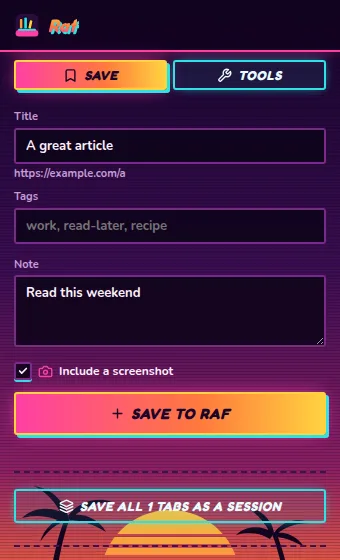 Raf
SAVE
TOOLS
Title
A great article
https://example.com/a
Tags
work, read-later, recipe
Note
Read this weekend
Include a screenshot
+ SAVE TO RAF
SAVE ALL 1 TABS AS A SESSION